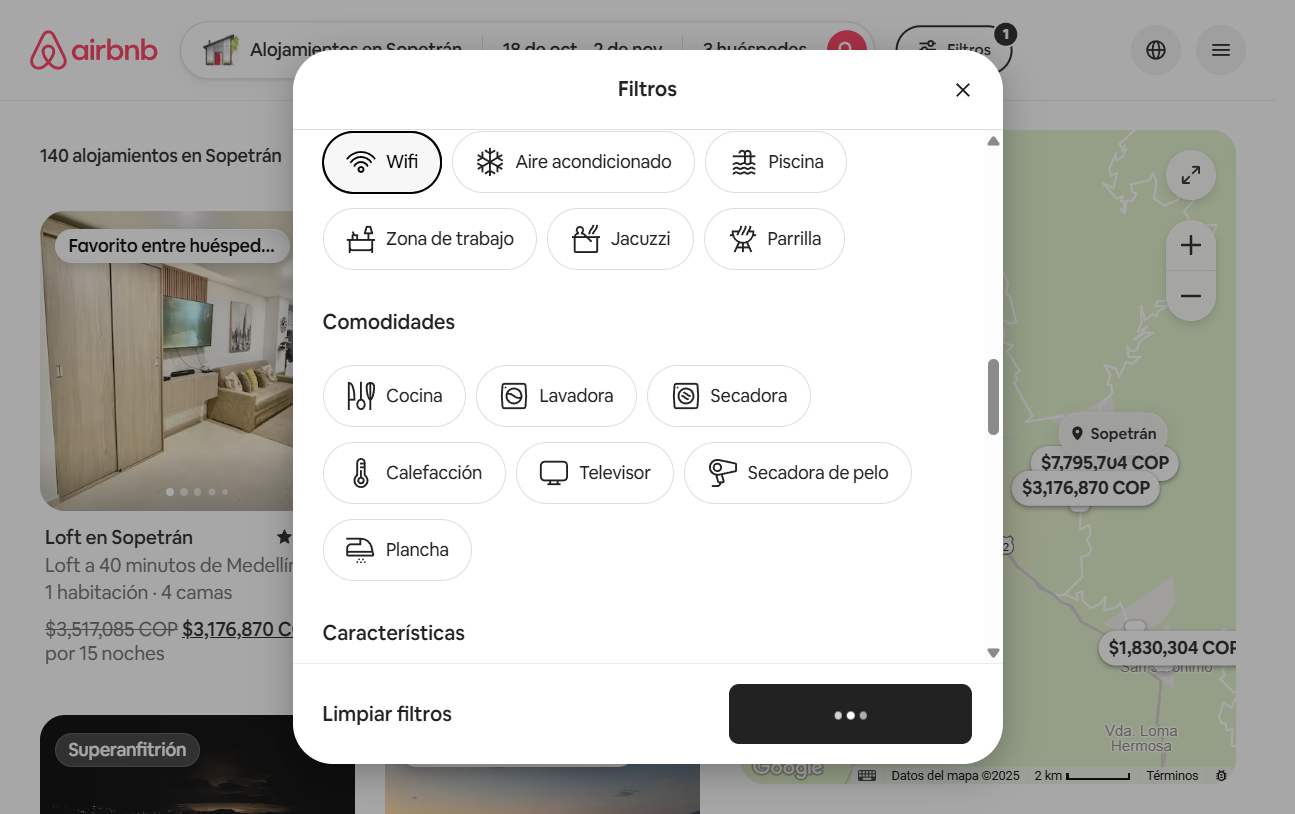 airbnb
Alojamientos en Sopetrán
18 de oct – 2 de nov
3 huéspedes
Filtros
1
Filtros
140 alojamientos en Sopetrán
Wifi
Aire acondicionado
Piscina
Zona de trabajo
Jacuzzi
Parrilla
Comodidades
Cocina
Lavadora
Secadora
Calefacción
Televisor
Secadora de pelo
Plancha
Características
Limpiar filtros
Favorito entre huésped...
Loft en Sopetrán
Loft a 40 minutos de Medellín
1 habitación · 4 camas
$3,517,085 COP $3,176,870 C
por 15 noches
Superanfitrión
Sopetrán
$7,795,704 COP
$3,176,870 COP
2
$1,830,304 COP
San Jerónimo
Vda. Loma
Hermosa
Google
Datos del mapa ©2025
2 km
Términos